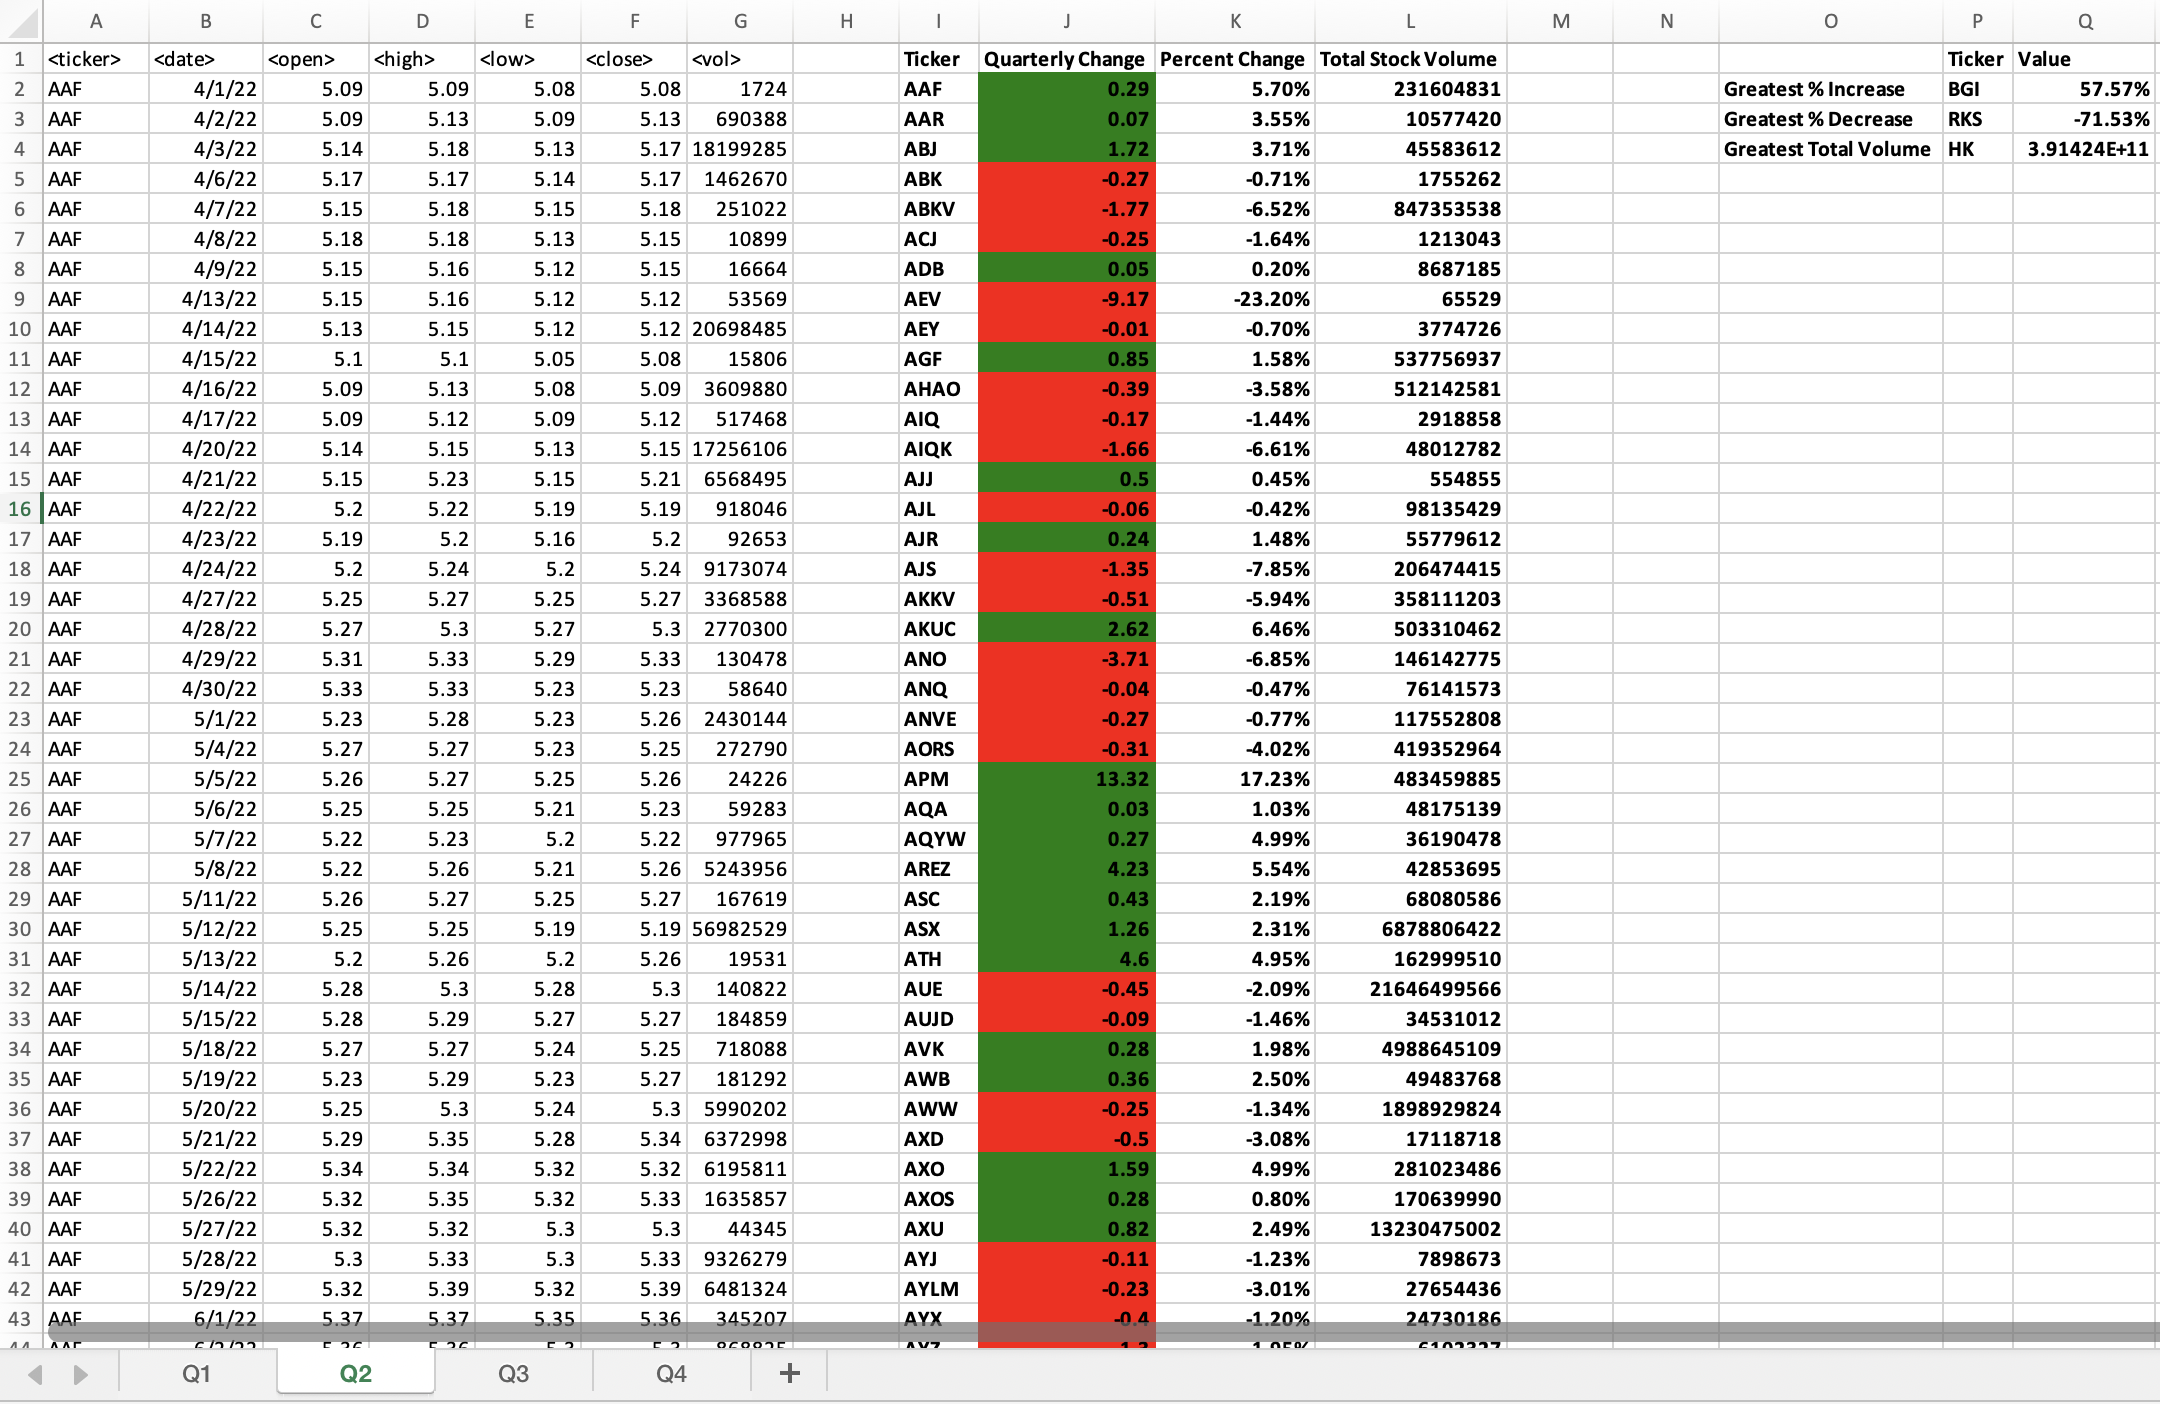 A B C D E F G H I J K L M N O P Q
1 <ticker> <date> <open> <high> <low> <close> <vol> Ticker Quarterly Change Percent Change Total Stock Volume Ticker Value
2 AAF 4/1/22 5.09 5.09 5.08 5.08 1724 AAF 0.29 5.70% 231604831 Greatest % Increase BGI 57.57%
3 AAF 4/2/22 5.09 5.13 5.09 5.13 690388 AAR 0.07 3.55% 10577420 Greatest % Decrease RKS -71.53%
4 AAF 4/3/22 5.14 5.18 5.13 5.17 18199285 ABJ 1.72 3.71% 45583612 Greatest Total Volume HK 3.91424E+11
5 AAF 4/6/22 5.17 5.17 5.14 5.17 1462670 ABK -0.27 -0.71% 1755262
6 AAF 4/7/22 5.15 5.18 5.15 5.18 251022 ABKV -1.77 -6.52% 847353538
7 AAF 4/8/22 5.18 5.18 5.13 5.15 10899 ACJ -0.25 -1.64% 1213043
8 AAF 4/9/22 5.15 5.16 5.12 5.15 16664 ADB 0.05 0.20% 8687185
9 AAF 4/13/22 5.15 5.16 5.12 5.12 53569 AEV -9.17 -23.20% 65529
10 AAF 4/14/22 5.13 5.15 5.12 5.12 20698485 AEY -0.01 -0.70% 3774726
11 AAF 4/15/22 5.1 5.1 5.05 5.08 15806 AGF 0.85 1.58% 537756937
12 AAF 4/16/22 5.09 5.13 5.08 5.09 3609880 AHAO -0.39 -3.58% 512142581
13 AAF 4/17/22 5.09 5.12 5.09 5.12 517468 AIQ -0.17 -1.44% 2918858
14 AAF 4/20/22 5.14 5.15 5.13 5.15 17256106 AIQK -1.66 -6.61% 48012782
15 AAF 4/21/22 5.15 5.23 5.15 5.21 6568495 AJJ 0.5 0.45% 554855
16 AAF 4/22/22 5.2 5.22 5.19 5.19 918046 AJL -0.06 -0.42% 98135429
17 AAF 4/23/22 5.19 5.2 5.16 5.2 92653 AJR 0.24 1.48% 55779612
18 AAF 4/24/22 5.2 5.24 5.2 5.24 9173074 AJS -1.35 -7.85% 206474415
19 AAF 4/27/22 5.25 5.27 5.25 5.27 3368588 AKKV -0.51 -5.94% 358111203
20 AAF 4/28/22 5.27 5.3 5.27 5.3 2770300 AKUC 2.62 6.46% 503310462
21 AAF 4/29/22 5.31 5.33 5.29 5.33 130478 ANO -3.71 -6.85% 146142775
22 AAF 4/30/22 5.33 5.33 5.23 5.23 58640 ANQ -0.04 -0.47% 76141573
23 AAF 5/1/22 5.23 5.28 5.23 5.26 2430144 ANVE -0.27 -0.77% 117552808
24 AAF 5/4/22 5.27 5.27 5.23 5.25 272790 AORS -0.31 -4.02% 419352964
25 AAF 5/5/22 5.26 5.27 5.25 5.26 24226 APM 13.32 17.23% 483459885
26 AAF 5/6/22 5.25 5.25 5.21 5.23 59283 AQA 0.03 1.03% 48175139
27 AAF 5/7/22 5.22 5.23 5.2 5.22 977965 AQYW 0.27 4.99% 36190478
28 AAF 5/8/22 5.22 5.26 5.21 5.26 5243956 AREZ 4.23 5.54% 42853695
29 AAF 5/11/22 5.26 5.27 5.25 5.27 167619 ASC 0.43 2.19% 68080586
30 AAF 5/12/22 5.25 5.25 5.19 5.19 56982529 ASX 1.26 2.31% 6878806422
31 AAF 5/13/22 5.2 5.26 5.2 5.26 19531 ATH 4.6 4.95% 162999510
32 AAF 5/14/22 5.28 5.3 5.28 5.3 140822 AUE -0.45 -2.09% 21646499566
33 AAF 5/15/22 5.28 5.29 5.27 5.27 184859 AUJD -0.09 -1.46% 34531012
34 AAF 5/18/22 5.27 5.27 5.24 5.25 718088 AVK 0.28 1.98% 4988645109
35 AAF 5/19/22 5.23 5.29 5.23 5.27 181292 AWB 0.36 2.50% 49483768
36 AAF 5/20/22 5.25 5.3 5.24 5.3 5990202 AWW -0.25 -1.34% 1898929824
37 AAF 5/21/22 5.29 5.35 5.28 5.34 6372998 AXD -0.5 -3.08% 17118718
38 AAF 5/22/22 5.34 5.34 5.32 5.32 6195811 AXO 1.59 4.99% 281023486
39 AAF 5/26/22 5.32 5.35 5.32 5.33 1635857 AXOS 0.28 0.80% 170639990
40 AAF 5/27/22 5.32 5.32 5.3 5.3 44345 AXU 0.82 2.49% 13230475002
41 AAF 5/28/22 5.3 5.33 5.3 5.33 9326279 AYJ -0.11 -1.23% 7898673
42 AAF 5/29/22 5.32 5.39 5.32 5.39 6481324 AYLM -0.23 -3.01% 27654436
43 AAF 6/1/22 5.37 5.37 5.35 5.36 345207 AYX -0.4 -1.20% 24730186
Q1 Q2 Q3 Q4